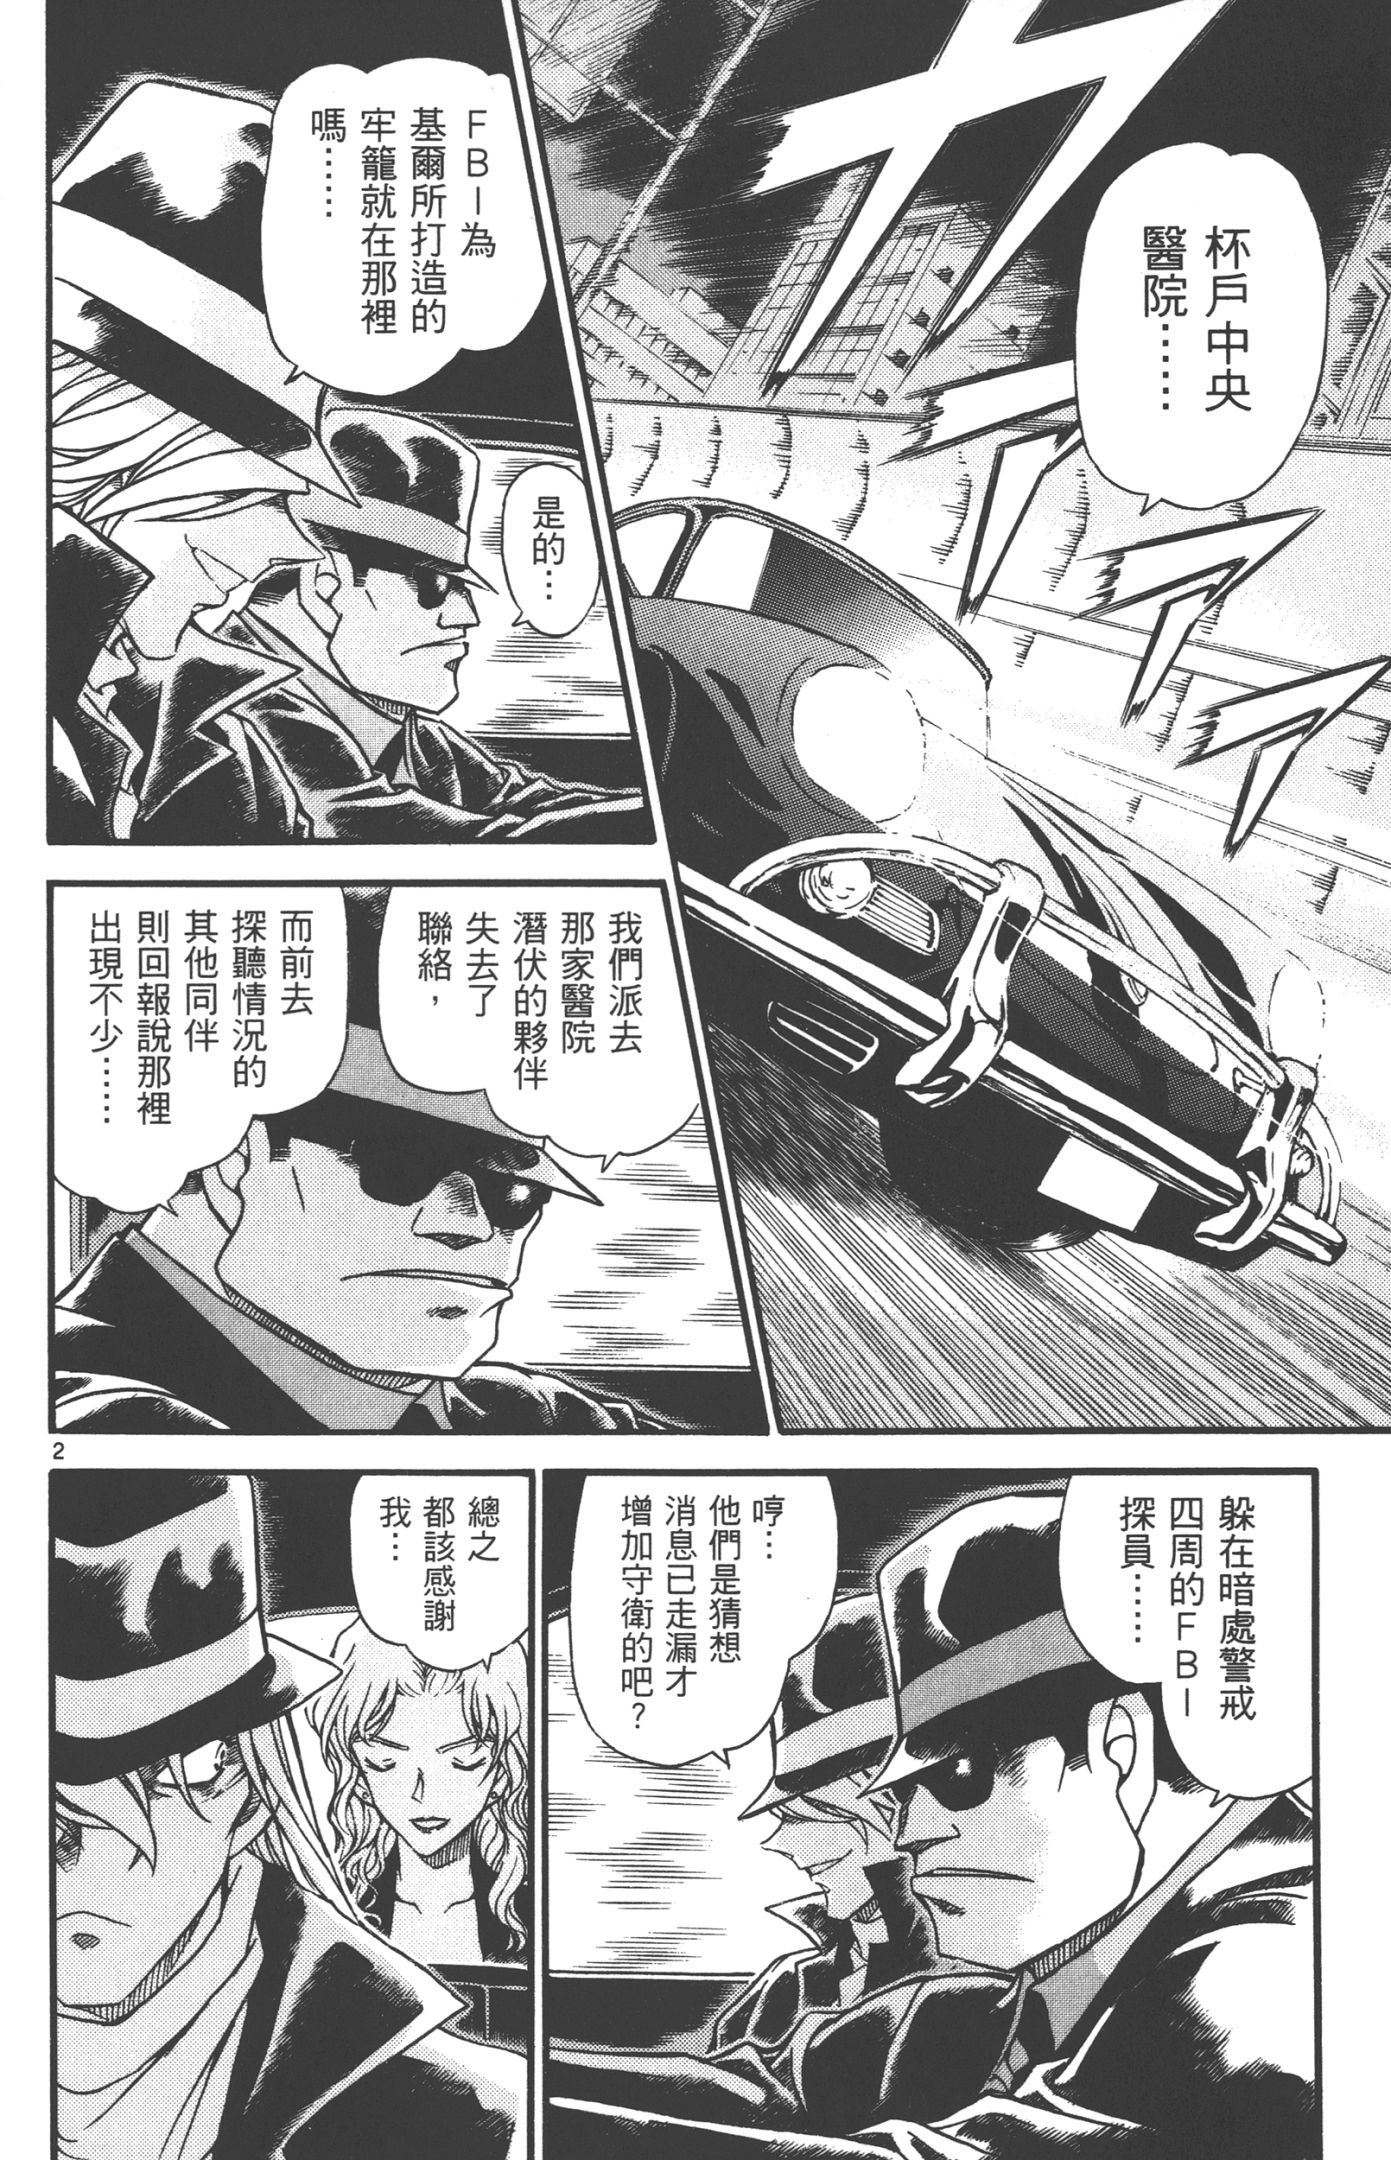 杯戶中央
醫院……
FBI為
基爾所打造的
牢籠就在那裡
嗎……
是的…
我們派去
那家醫院
潛伏的夥伴
失去了
聯絡，
而前去
探聽情況的
其他同伴
則回報說那裡
出現不少……
躲在暗處警戒
四周的FBI
探員……
哼…
他們是猜想
消息已走漏才
增加守衛的吧？
總之
都該感謝
我…
2